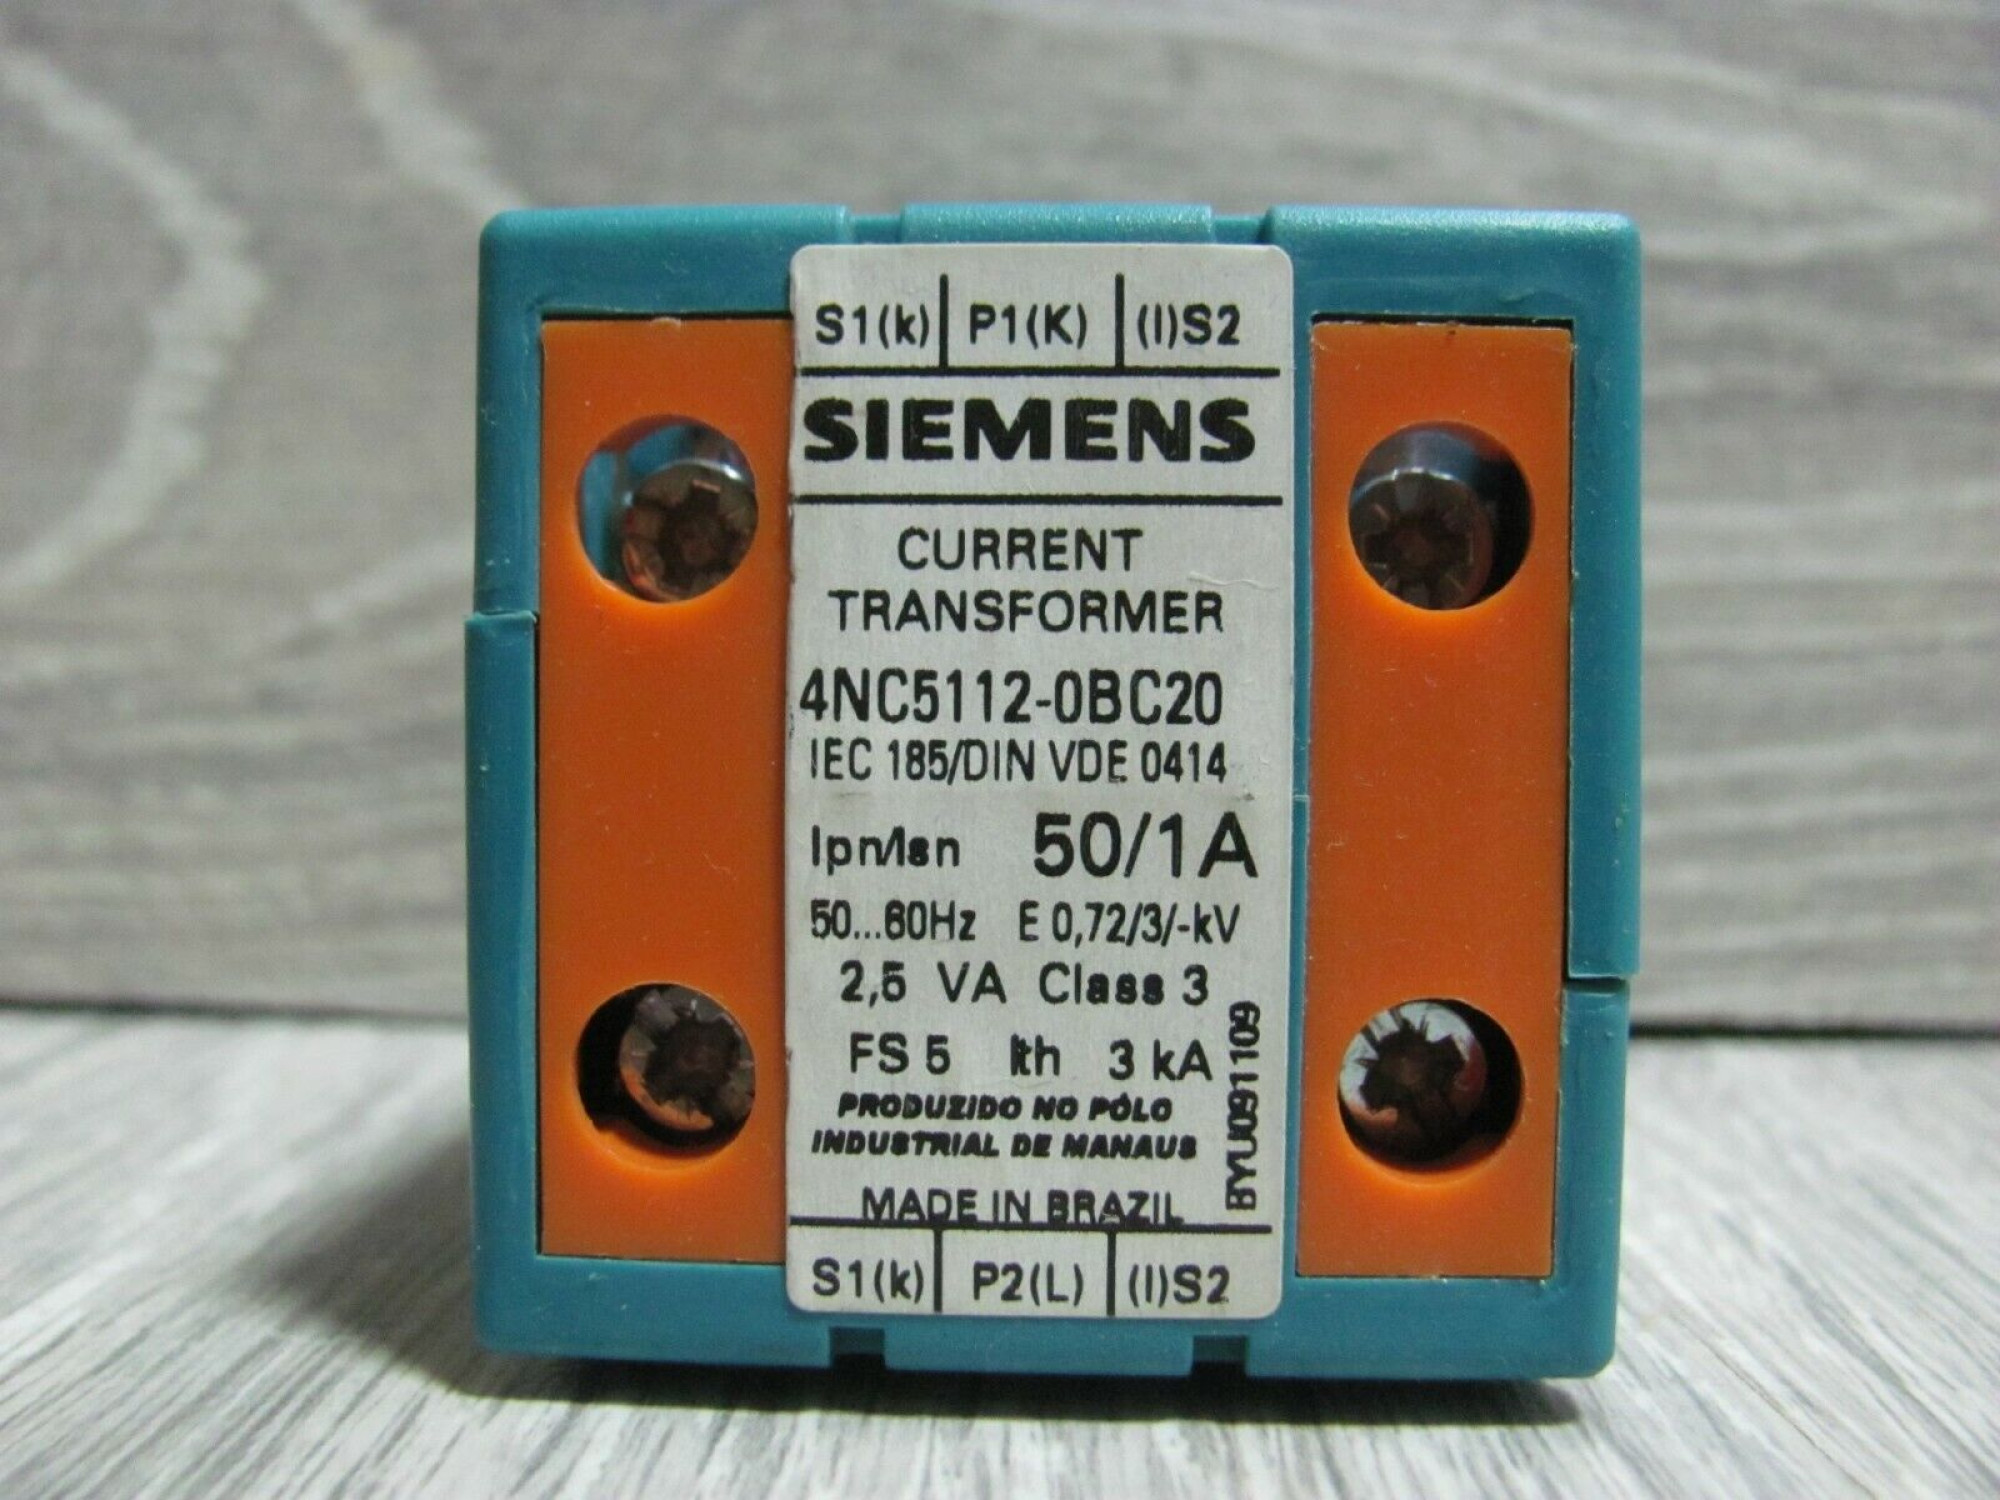 S1(k) P1(K) (l)S2
SIEMENS
CURRENT
TRANSFORMER
4NC5112-0BC20
IEC 185/DIN VDE 0414
Ipn/Isn 50/1A
50...60Hz E 0,72/3/-kV
2,5 VA Class 3
FS 5 Ith 3 kA
PRODUZIDO NO PÓLO
INDUSTRIAL DE MANAUS
MADE IN BRAZIL
BYU091109
S1(k) P2(L) (l)S2